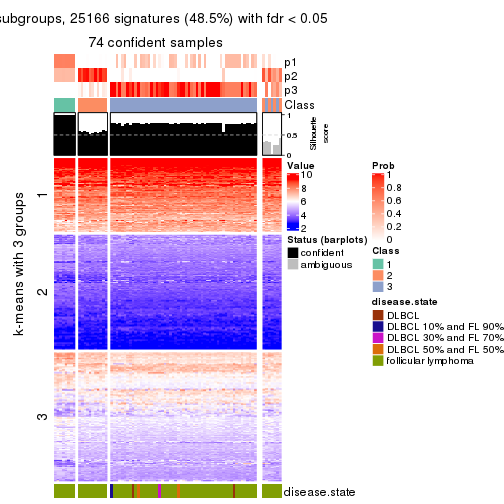 subgroups, 25166 signatures (48.5%) with fdr < 0.05
74 confident samples
p1
p2
p3
Class
1
0.5
0
Silhouette
score
k-means with 3 groups
1
2
3
Value
10
8
6
4
2
Status (barplots)
confident
ambiguous
Prob
1
0.8
0.6
0.4
0.2
0
Class
1
2
3
disease.state
DLBCL
DLBCL 10% and FL 90%
DLBCL 30% and FL 70%
DLBCL 50% and FL 50%
follicular lymphoma
disease.state